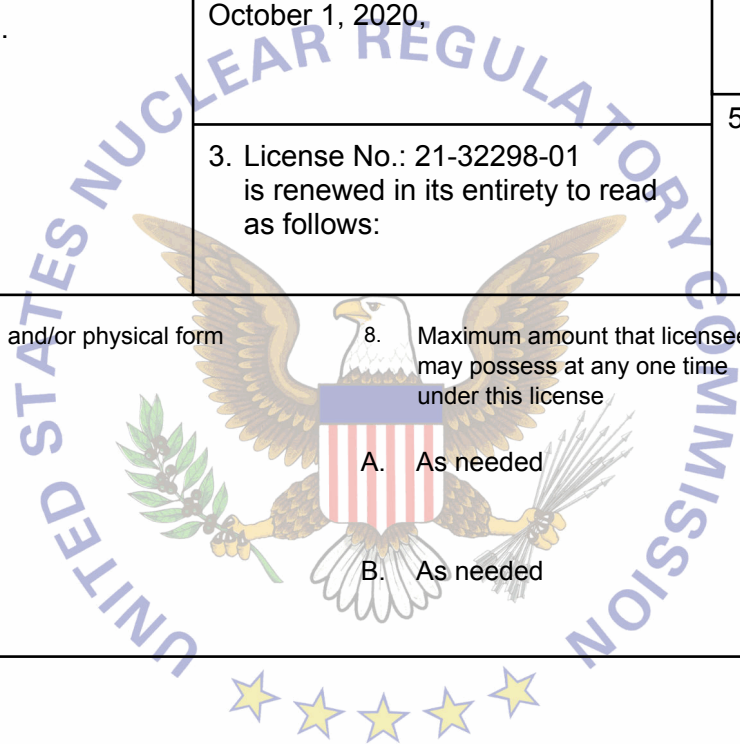 .
October 1, 2020,
5
3. License No.: 21-32298-01
is renewed in its entirety to read
as follows:
and/or physical form
8. Maximum amount that licensee
may possess at any one time
under this license
A. As needed
B. As needed
UNITED STATES NUCLEAR REGULATORY COMMISSION